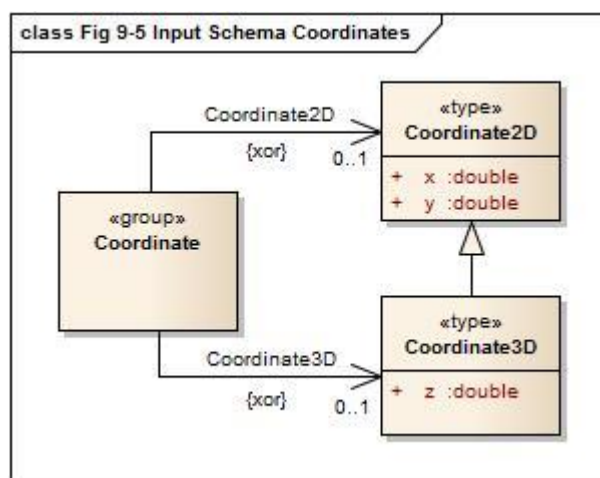 class Fig 9-5 Input Schema Coordinates
Coordinate2D
{xor}
0..1
«type»
Coordinate2D
+ x :double
+ y :double
«group»
Coordinate
Coordinate3D
{xor}
0..1
«type»
Coordinate3D
+ z :double